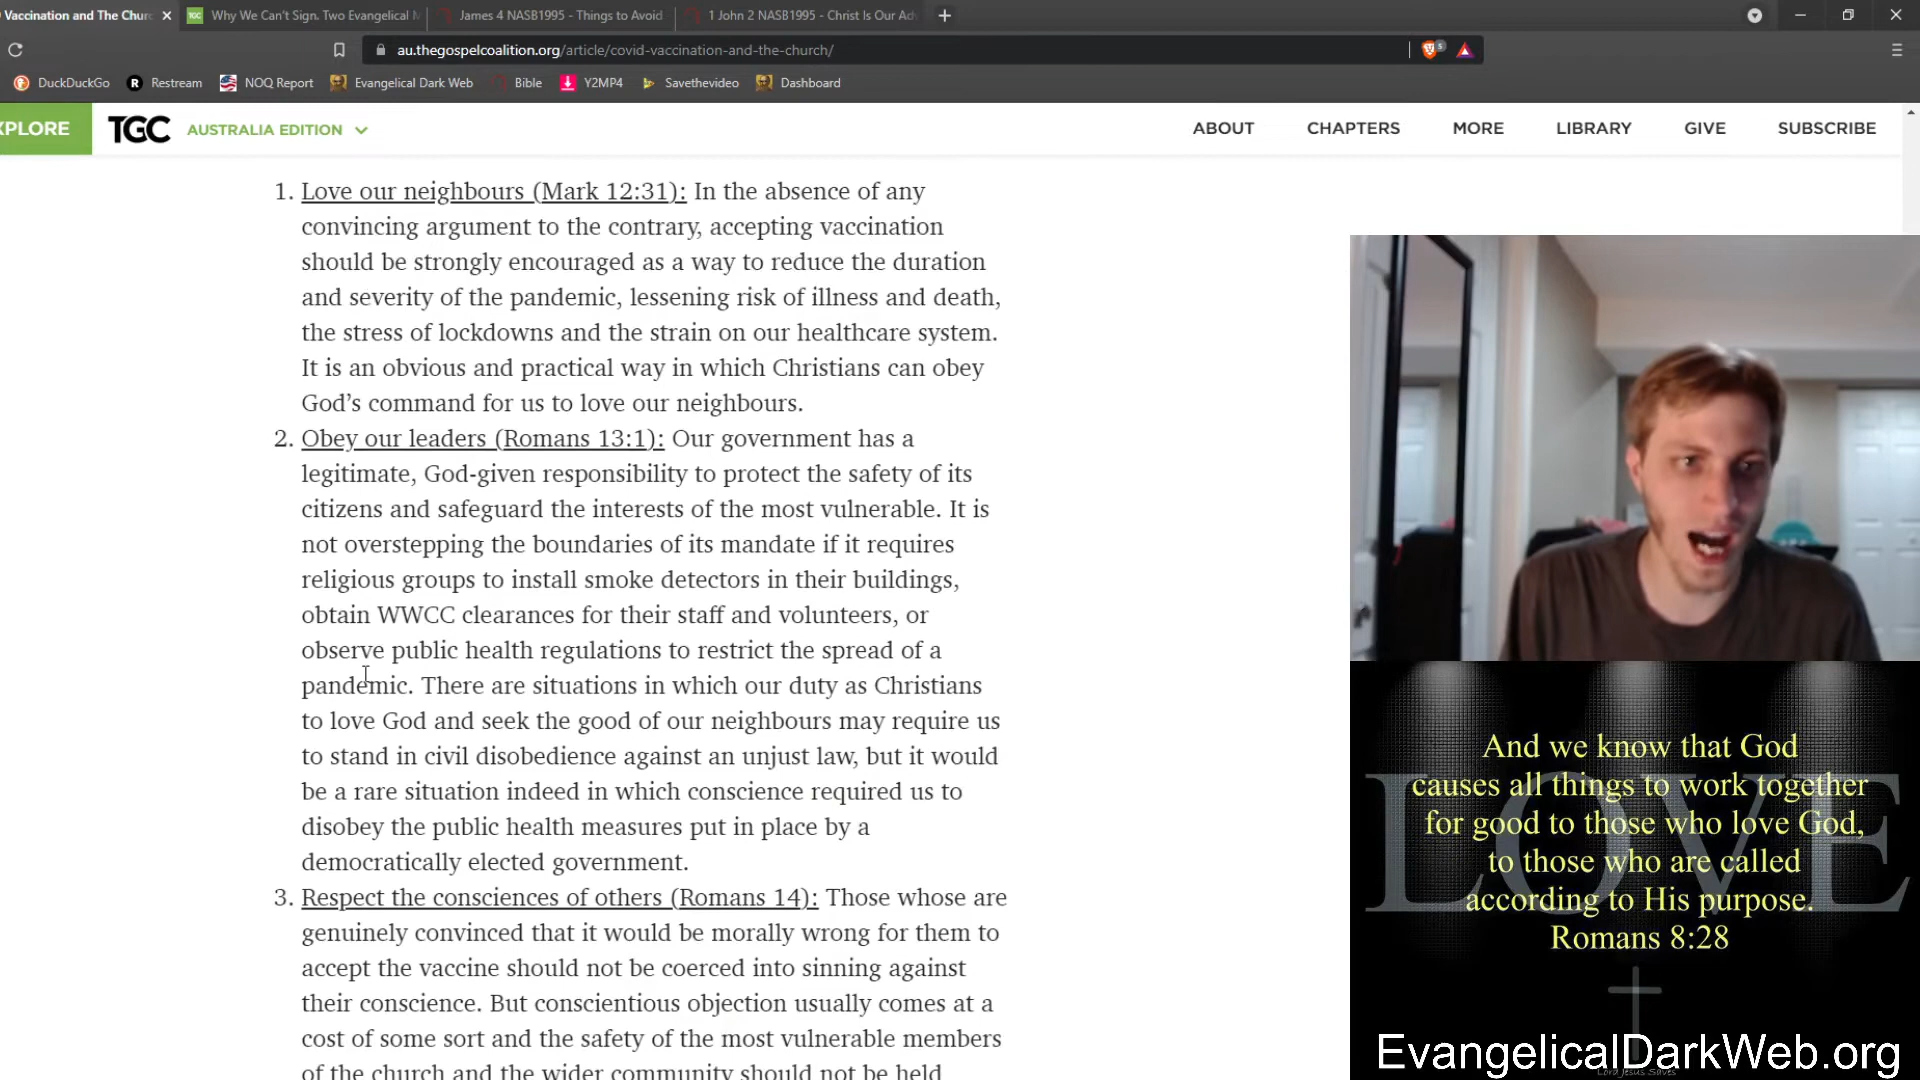 Vaccination and The Churc
Why We Can't Sign. Two Evangelical
James 4 NASB1995 - Things to Avoid
1 John 2 NASB1995 - Christ Is Our Adv
au.thegospelcoalition.org/article/covid-vaccination-and-the-church/
DuckDuckGo
Restream
NOQ Report
Evangelical Dark Web
Bible
Y2MP4
Savethevideo
Dashboard
XPLORE
TGC
AUSTRALIA EDITION
ABOUT
CHAPTERS
MORE
LIBRARY
GIVE
SUBSCRIBE
1. Love our neighbours (Mark 12:31): In the absence of any
convincing argument to the contrary, accepting vaccination
should be strongly encouraged as a way to reduce the duration
and severity of the pandemic, lessening risk of illness and death,
the stress of lockdowns and the strain on our healthcare system.
It is an obvious and practical way in which Christians can obey
God's command for us to love our neighbours.
2. Obey our leaders (Romans 13:1): Our government has a
legitimate, God-given responsibility to protect the safety of its
citizens and safeguard the interests of the most vulnerable. It is
not overstepping the boundaries of its mandate if it requires
religious groups to install smoke detectors in their buildings,
obtain WWCC clearances for their staff and volunteers, or
observe public health regulations to restrict the spread of a
pandemic. There are situations in which our duty as Christians
to love God and seek the good of our neighbours may require us
to stand in civil disobedience against an unjust law, but it would
be a rare situation indeed in which conscience required us to
disobey the public health measures put in place by a
democratically elected government.
3. Respect the consciences of others (Romans 14): Those whose are
genuinely convinced that it would be morally wrong for them to
accept the vaccine should not be coerced into sinning against
their conscience. But conscientious objection usually comes at a
cost of some sort and the safety of the most vulnerable members
of the church and the wider community should not be held
LOVE
And we know that God
causes all things to work together
for good to those who love God,
to those who are called
according to His purpose.
Romans 8:28
EvangelicalDarkWeb.org
Lord Jesus Saves